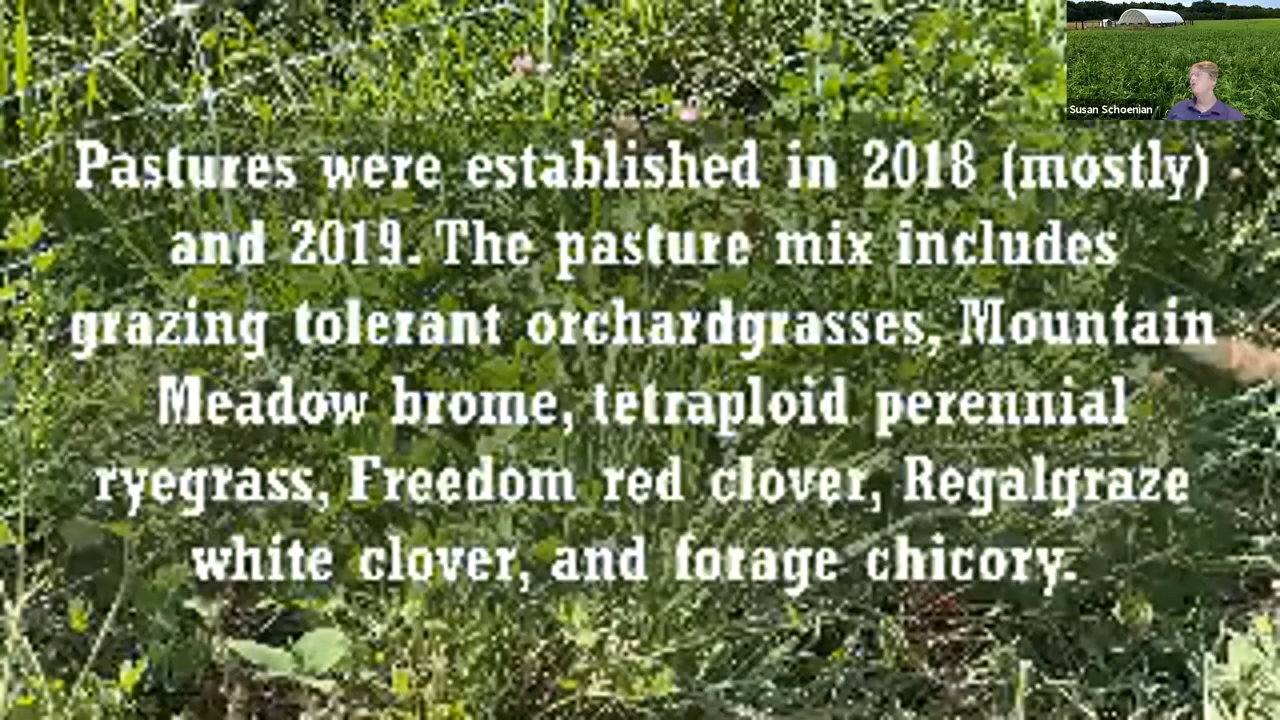 Susan Schoenian
Pastures were established in 2018 (mostly)
and 2019. The pasture mix includes
grazing tolerant orchardgrasses, Mountain
Meadow brome, tetraploid perennial
ryegrass, Freedom red clover, Regalgraze
white clover, and forage chicory.